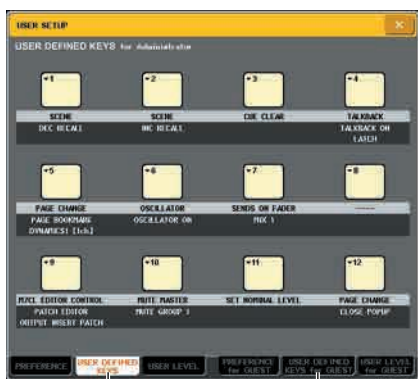 USER SETUP
USER DEFINED KEYS for Administrator
1 2 3 4
SCENE SCENE CUE CLEAR TALKBACK
DEC RECALL INC RECALL TALKBACK ON
LATCH
5 6 7 8
PAGE CHANGE OSCILLATOR SENDS ON FADER -----
PAGE BOOKMARK OSCILLATOR ON MIX 1
DYNAMICS1 [1ch]
9 10 11 12
M7CL EDITOR CONTROL MUTE MASTER SET NOMINAL LEVEL PAGE CHANGE
PATCH EDITOR MUTE GROUP 1 CLOSE POPUP
OUTPUT INSERT PATCH
PREFERENCE USER DEFINED KEYS USER LEVEL PREFERENCE for GUEST USER DEFINED KEYS for GUEST USER LEVEL for GUEST